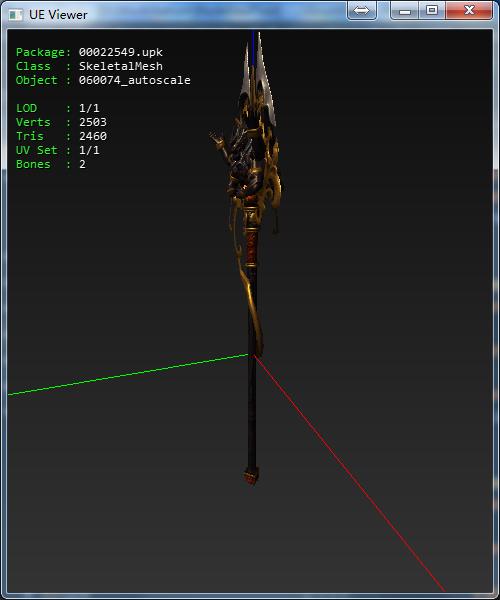 UE Viewer
Package: 00022549.upk
Class : SkeletalMesh
Object : 060074_autoscale
LOD : 1/1
Verts : 2503
Tris : 2460
UV Set : 1/1
Bones : 2